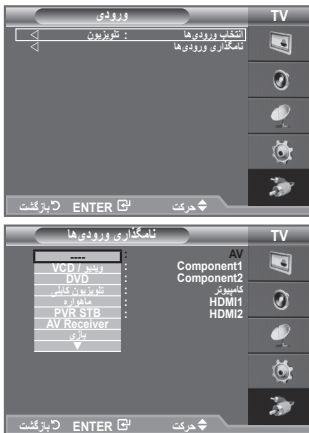 ورودی
TV
انتخاب ورودی‌ها : تلویزیون
نامگذاری ورودی‌ها
حرکت ENTER بازگشت
نامگذاری ورودی‌ها
TV
AV : ----
Component1 : ویدیو / VCD
Component2 : DVD
کامپیوتر : تلویزیون کابلی
HDMI1 : ماهواره
HDMI2 : PVR STB
AV Receiver
بازی
حرکت ENTER بازگشت